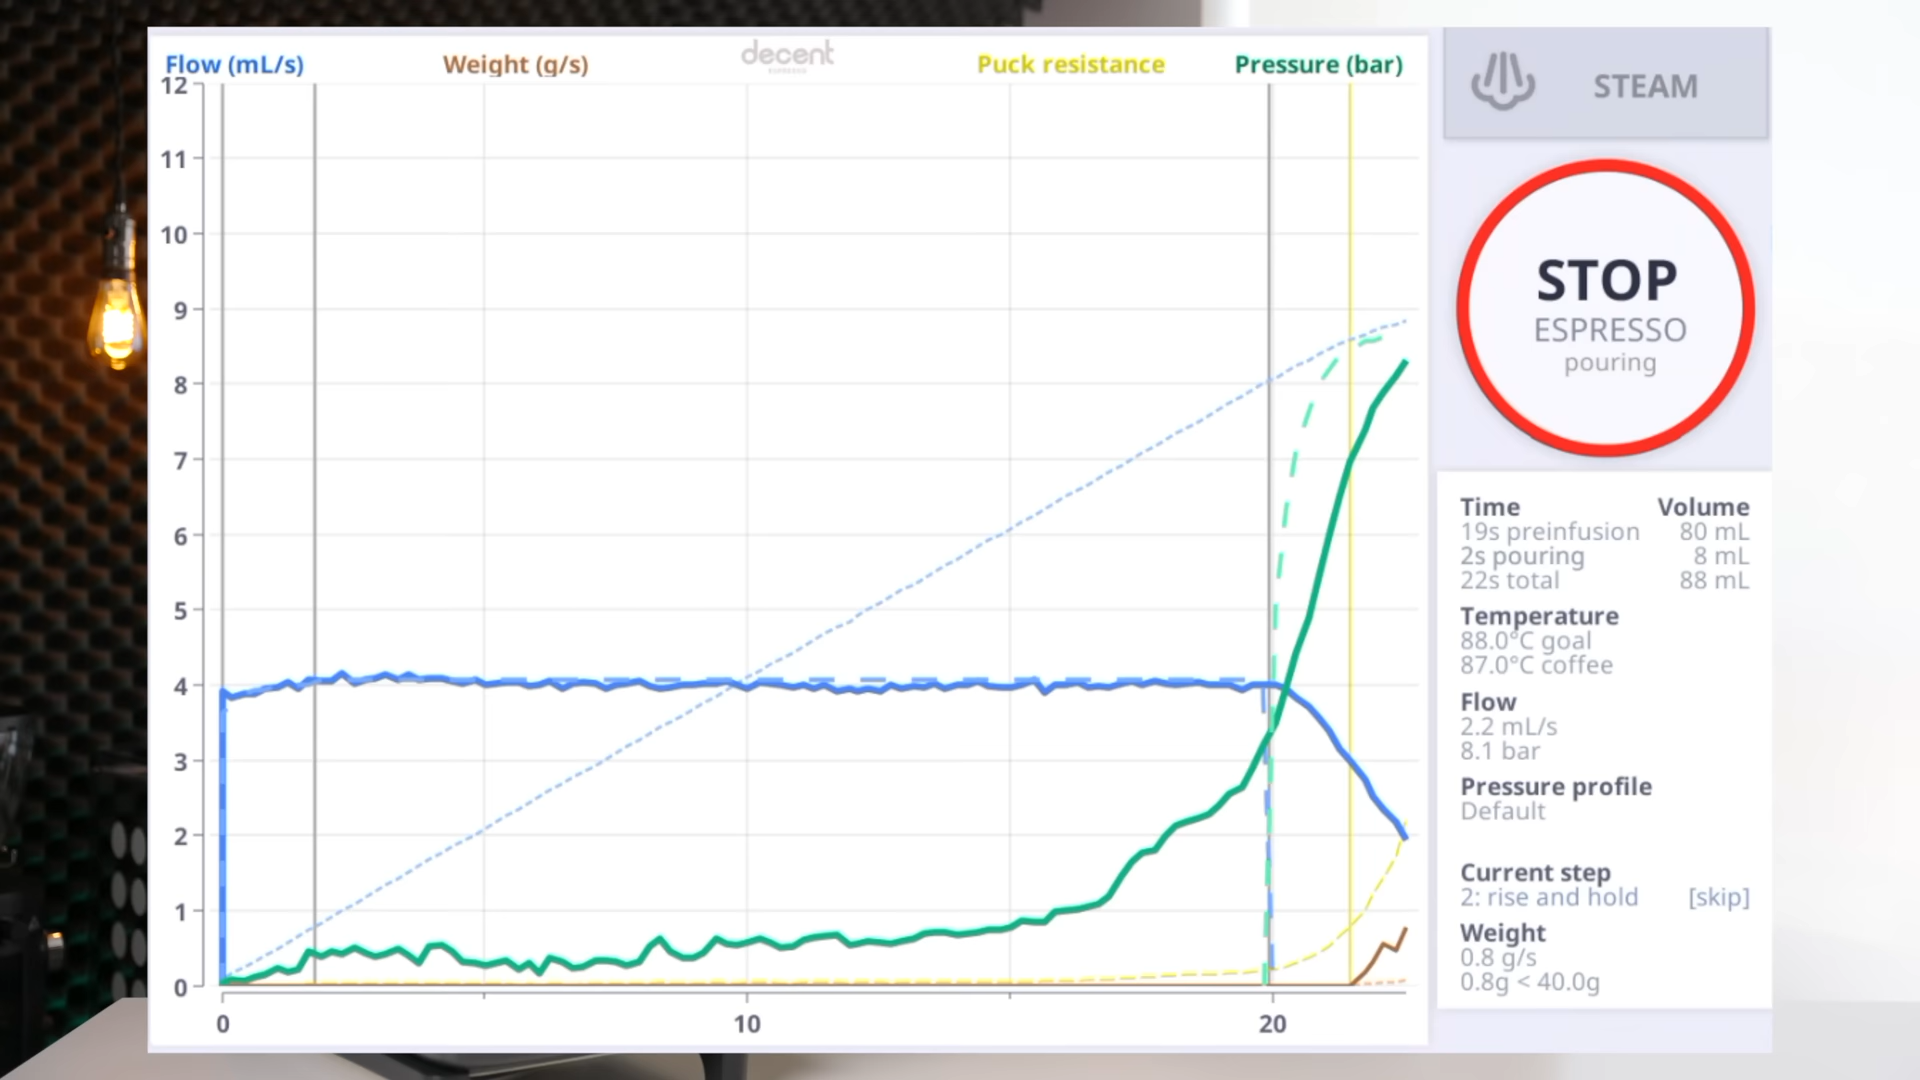 Flow (mL/s) Weight (g/s) decent Puck resistance Pressure (bar)
ESPRESSO
12
11
10
9
8
7
6
5
4
3
2
1
0
0 10 20
STEAM
STOP
ESPRESSO
pouring
Time Volume
19s preinfusion 80 mL
2s pouring 8 mL
22s total 88 mL
Temperature
88.0°C goal
87.0°C coffee
Flow
2.2 mL/s
8.1 bar
Pressure profile
Default
Current step
2: rise and hold [skip]
Weight
0.8 g/s
0.8g < 40.0g